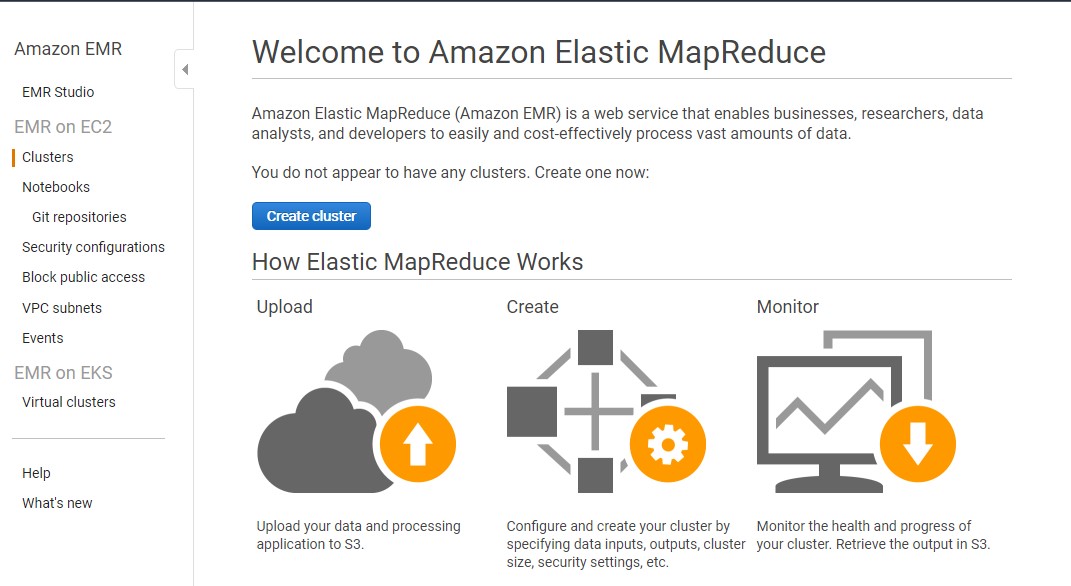 Amazon EMR
EMR Studio
EMR on EC2
Clusters
Notebooks
Git repositories
Security configurations
Block public access
VPC subnets
Events
EMR on EKS
Virtual clusters
Help
What's new
Welcome to Amazon Elastic MapReduce
Amazon Elastic MapReduce (Amazon EMR) is a web service that enables businesses, researchers, data
analysts, and developers to easily and cost-effectively process vast amounts of data.
You do not appear to have any clusters. Create one now:
Create cluster
How Elastic MapReduce Works
Upload
Upload your data and processing
application to S3.
Create
Configure and create your cluster by
specifying data inputs, outputs, cluster
size, security settings, etc.
Monitor
Monitor the health and progress of
your cluster. Retrieve the output in S3.